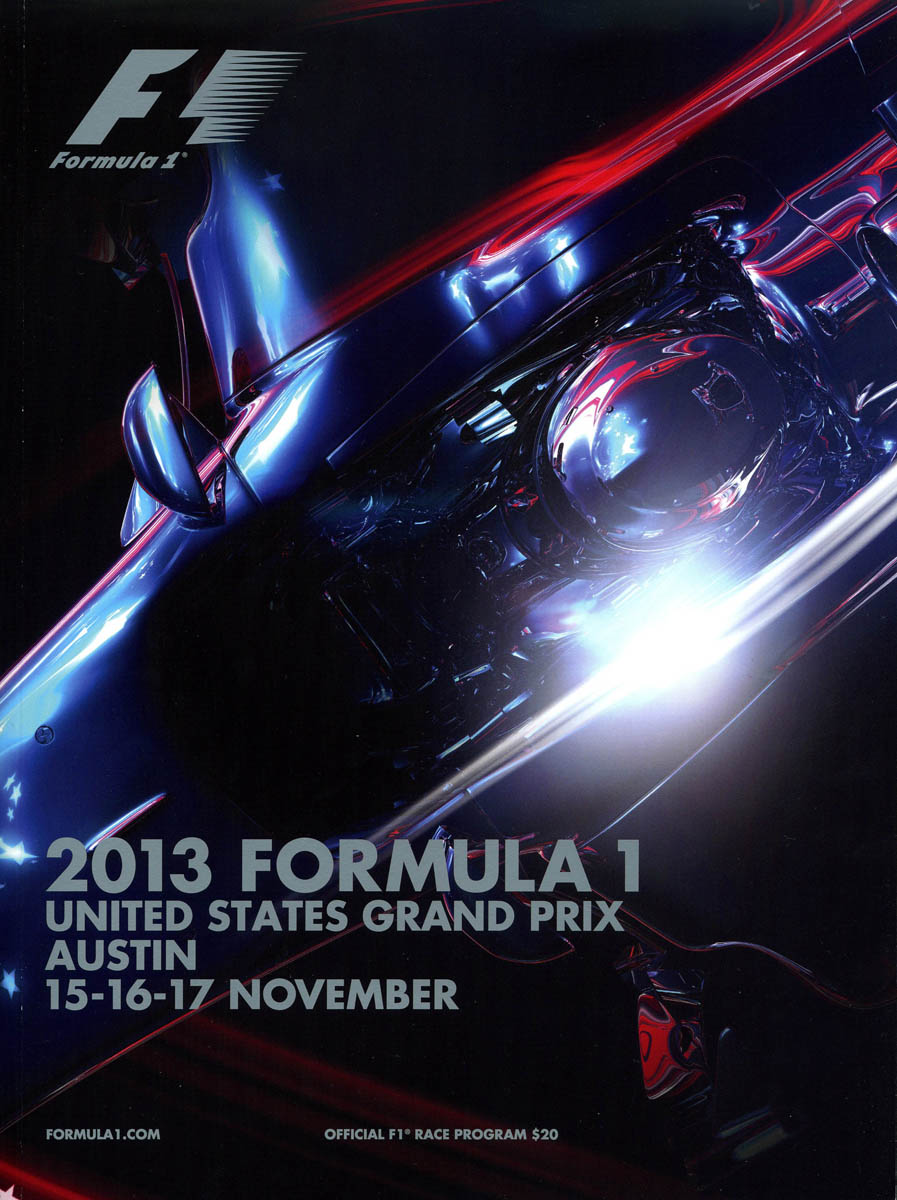 F1
Formula 1®
2013 FORMULA 1
UNITED STATES GRAND PRIX
AUSTIN
15-16-17 NOVEMBER
FORMULA1.COM
OFFICIAL F1® RACE PROGRAM $20